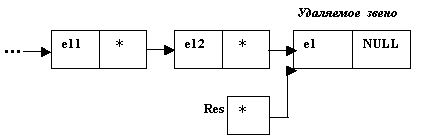 Удаляемое звено
... el1 * el2 * el NULL
Res *